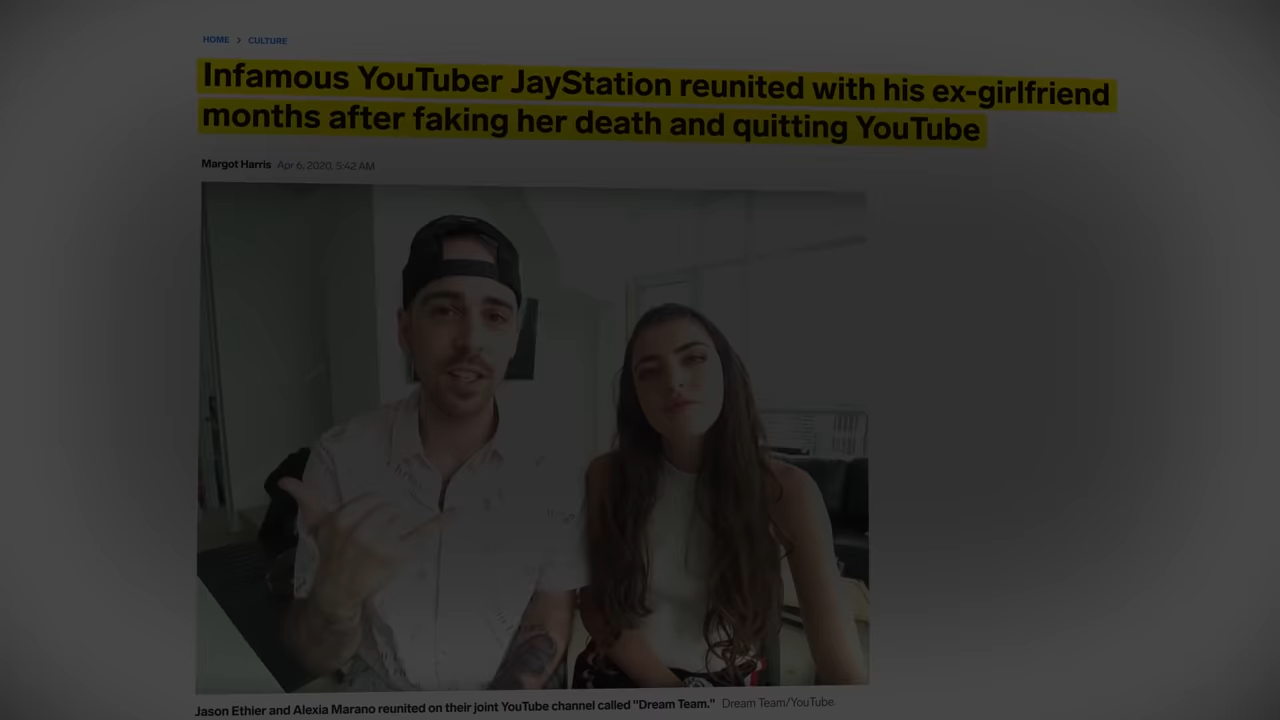 HOME > CULTURE
Infamous YouTuber JayStation reunited with his ex-girlfriend
months after faking her death and quitting YouTube
Margot Harris Apr 6, 2020, 5:42 AM
Jason Ethier and Alexia Marano reunited on their joint YouTube channel called "Dream Team." Dream Team/YouTube